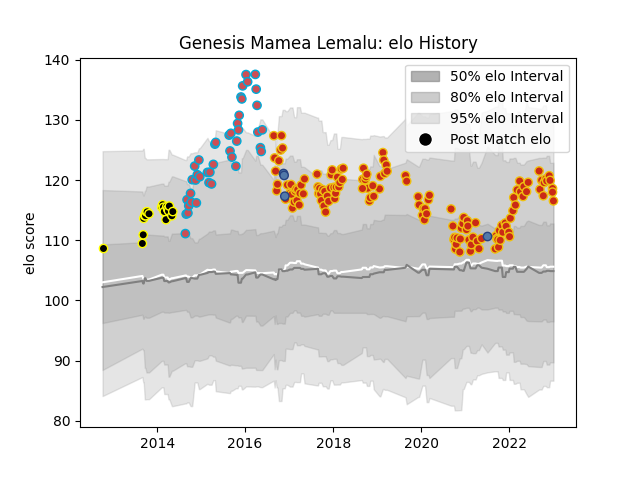 Genesis Mamea Lemalu: elo History
140
130
120
110
100
90
80
elo score
2014
2016
2018
2020
2022
50% elo Interval
80% elo Interval
95% elo Interval
Post Match elo